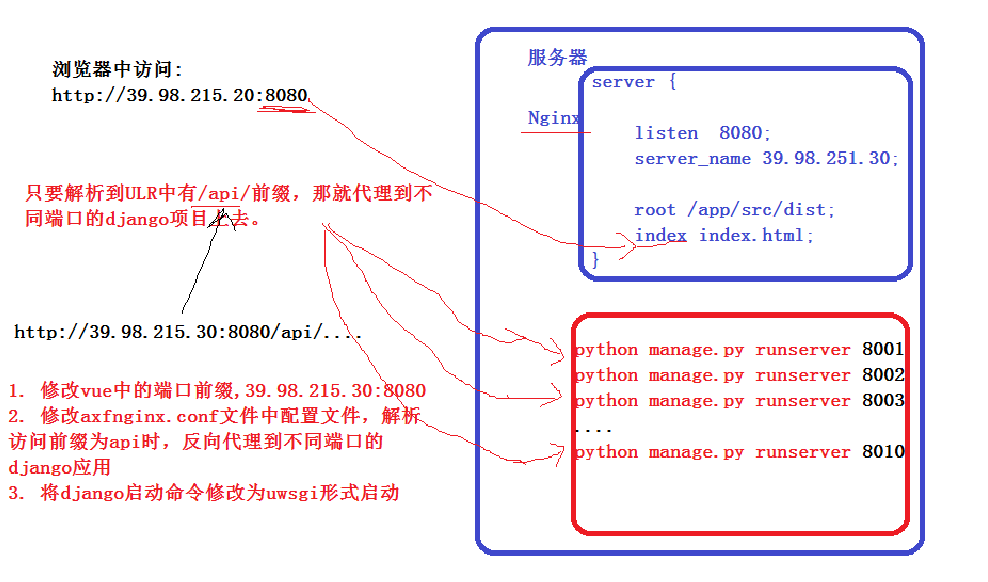 浏览器中访问:
http://39.98.215.20:8080
只要解析到ULR中有/api/前缀，那就代理到不
同端口的django项目上去。
http://39.98.215.30:8080/api/....
1. 修改vue中的端口前缀,39.98.215.30:8080
2. 修改axfnginx.conf文件中配置文件，解析
访问前缀为api时，反向代理到不同端口的
django应用
3. 将django启动命令修改为uwsgi形式启动
服务器
Nginx
server {
listen 8080;
server_name 39.98.251.30;
root /app/src/dist;
index index.html;
}
python manage.py runserver 8001
python manage.py runserver 8002
python manage.py runserver 8003
....
python manage.py runserver 8010